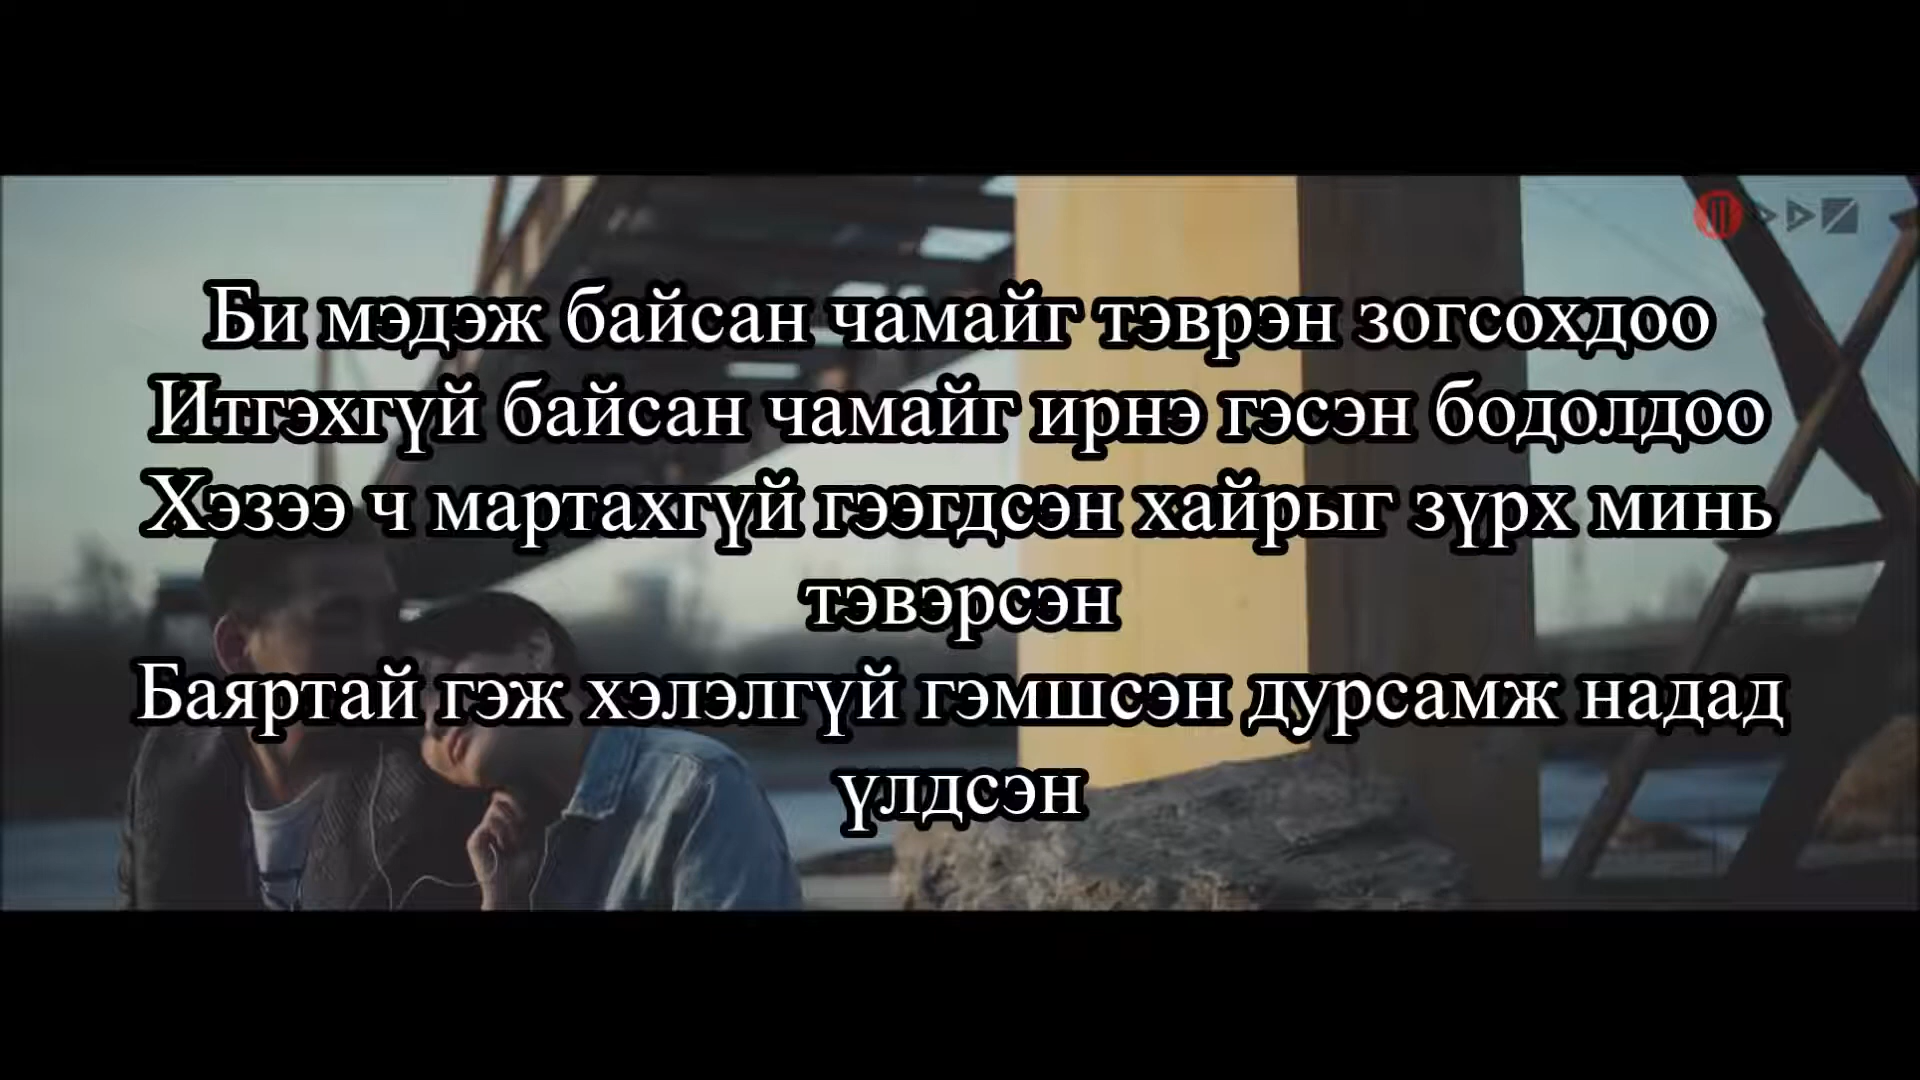 Би мэдэж байсан чамайг тэврэн зогсохдоо
Итгэхгүй байсан чамайг ирнэ гэсэн бодолдоо
Хэзээ ч мартахгүй гээгдсэн хайрыг зүрх минь
тэвэрсэн
Баяртай гэж хэлэлгүй гэмшсэн дурсамж надад
үлдсэн